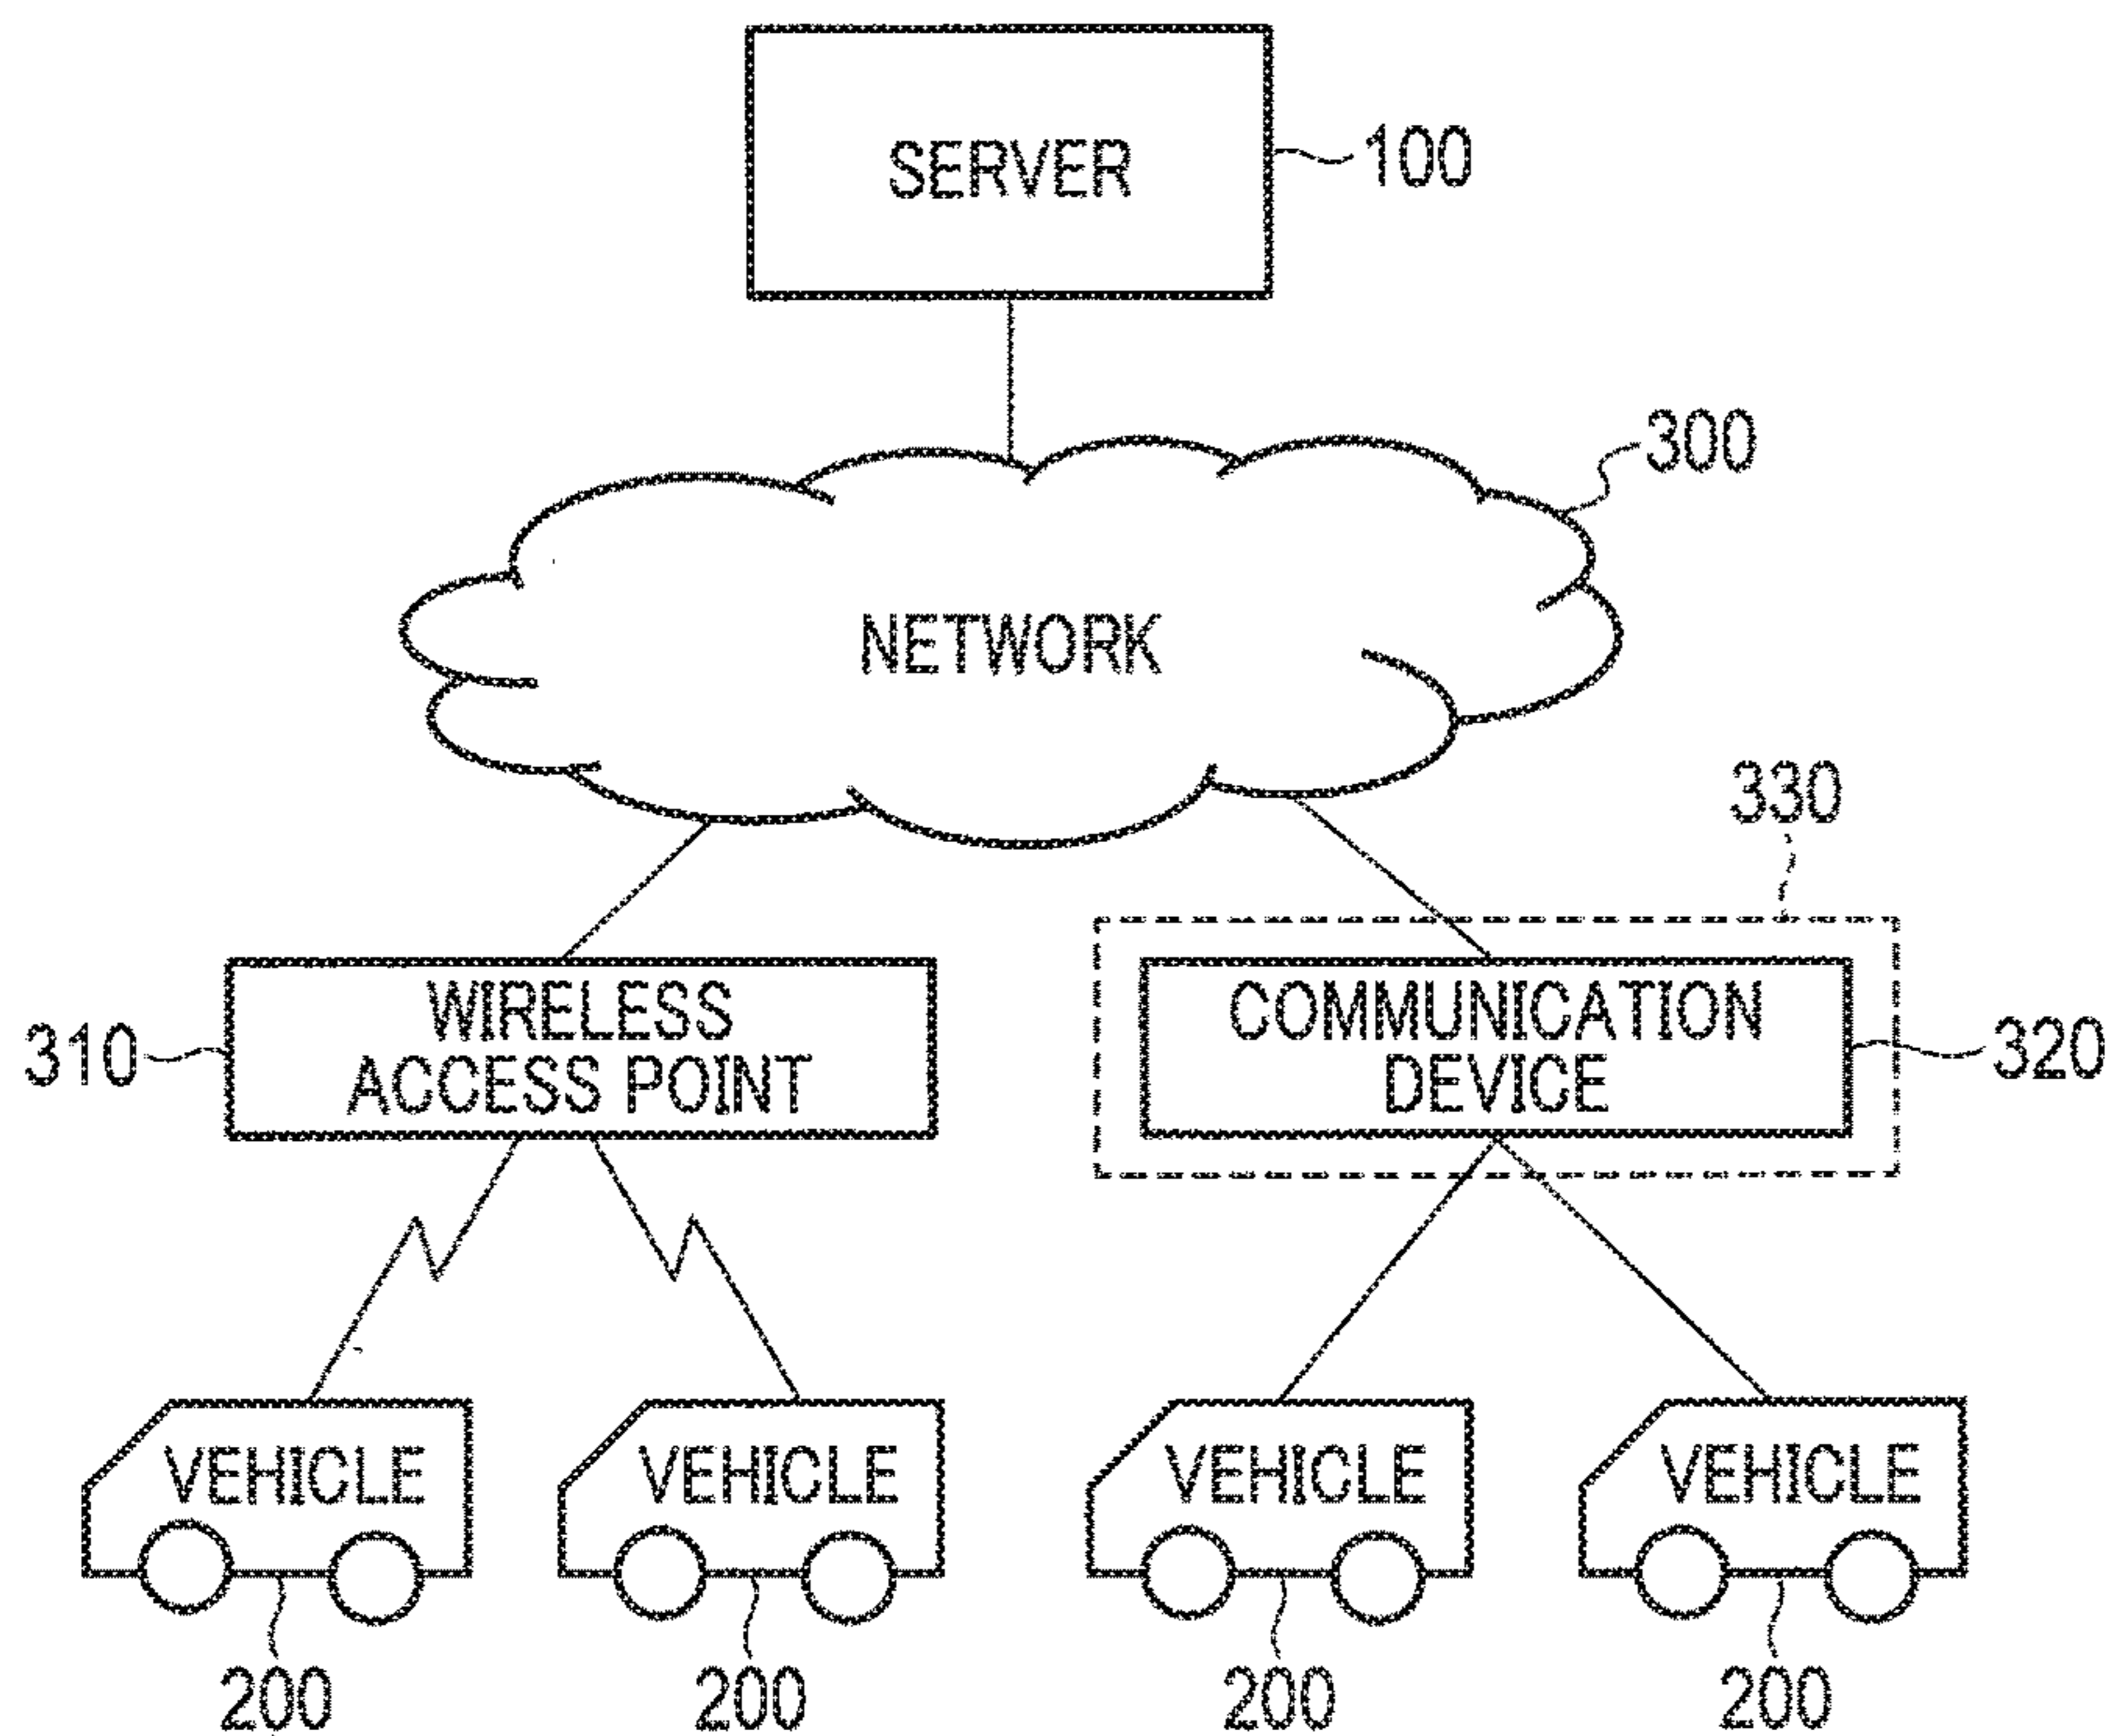 SERVER
100
300
NETWORK
330
WIRELESS
ACCESS POINT
310
COMMUNICATION
DEVICE
320
VEHICLE
VEHICLE
VEHICLE
VEHICLE
200
200
200
200